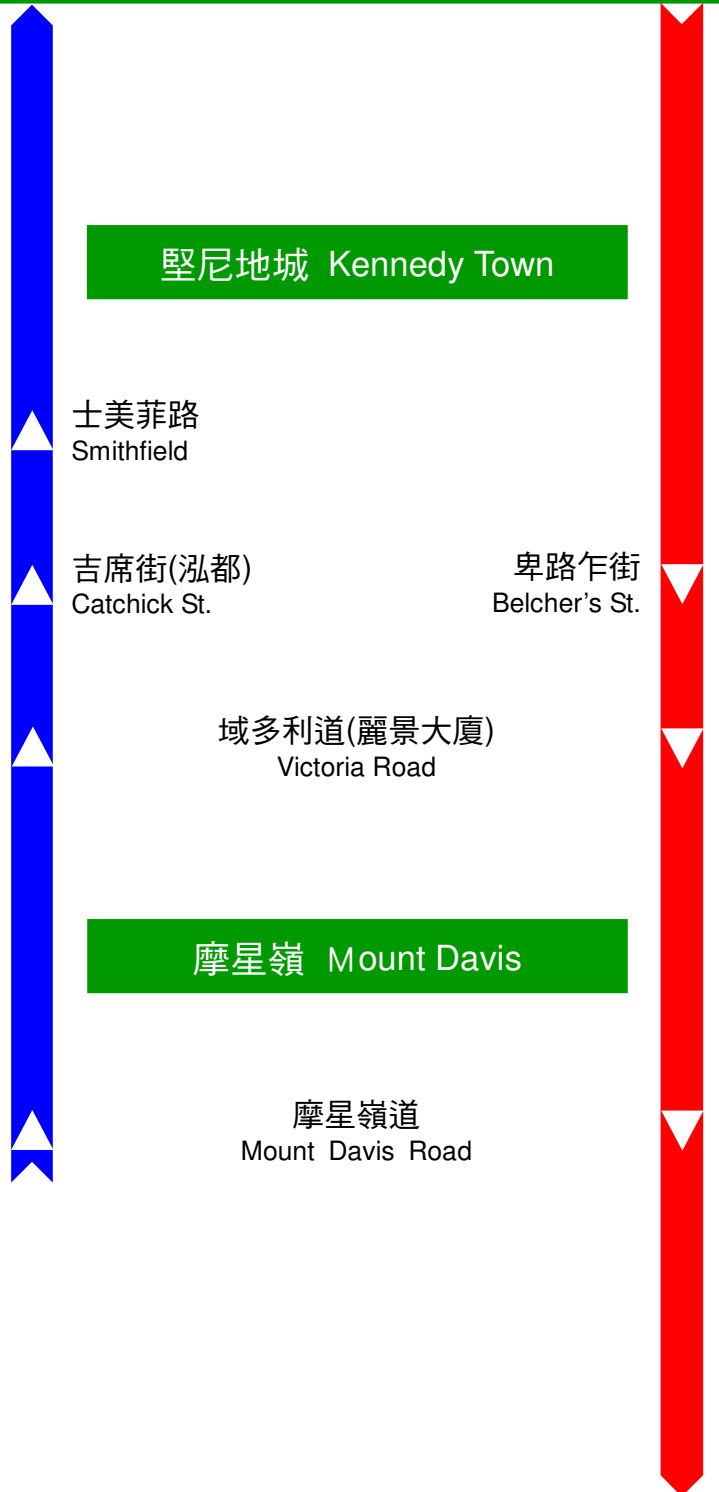 堅尼地城 Kennedy Town
士美菲路
Smithfield
吉席街(泓都)
Catchick St.
卑路乍街
Belcher’s St.
域多利道(麗景大廈)
Victoria Road
摩星嶺 Mount Davis
摩星嶺道
Mount Davis Road